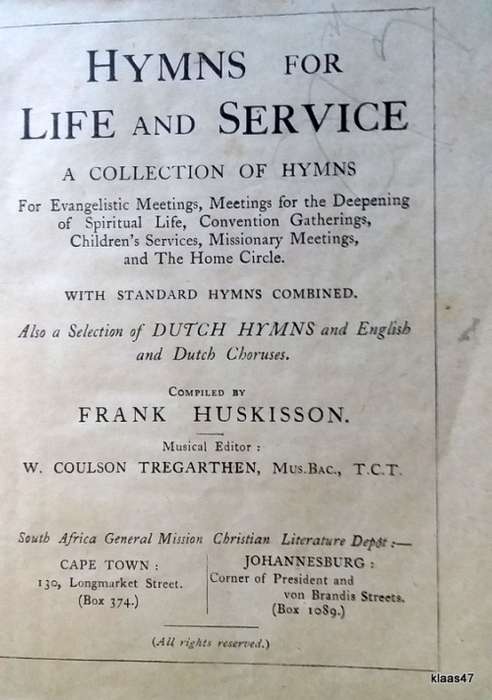 HYMNS FOR
LIFE AND SERVICE
A COLLECTION OF HYMNS
For Evangelistic Meetings, Meetings for the Deepening
of Spiritual Life, Convention Gatherings,
Children's Services, Missionary Meetings,
and The Home Circle.
WITH STANDARD HYMNS COMBINED.
Also a Selection of DUTCH HYMNS and English
and Dutch Choruses.
COMPILED BY
FRANK HUSKISSON.
Musical Editor :
W. COULSON TREGARTHEN, MUS.BAC., T.C.T.
South Africa General Mission Christian Literature Depôt :—
CAPE TOWN :
130, Longmarket Street.
(Box 374.)
JOHANNESBURG :
Corner of President and
von Brandis Streets.
(Box 1089.)
(All rights reserved.)
klaas47